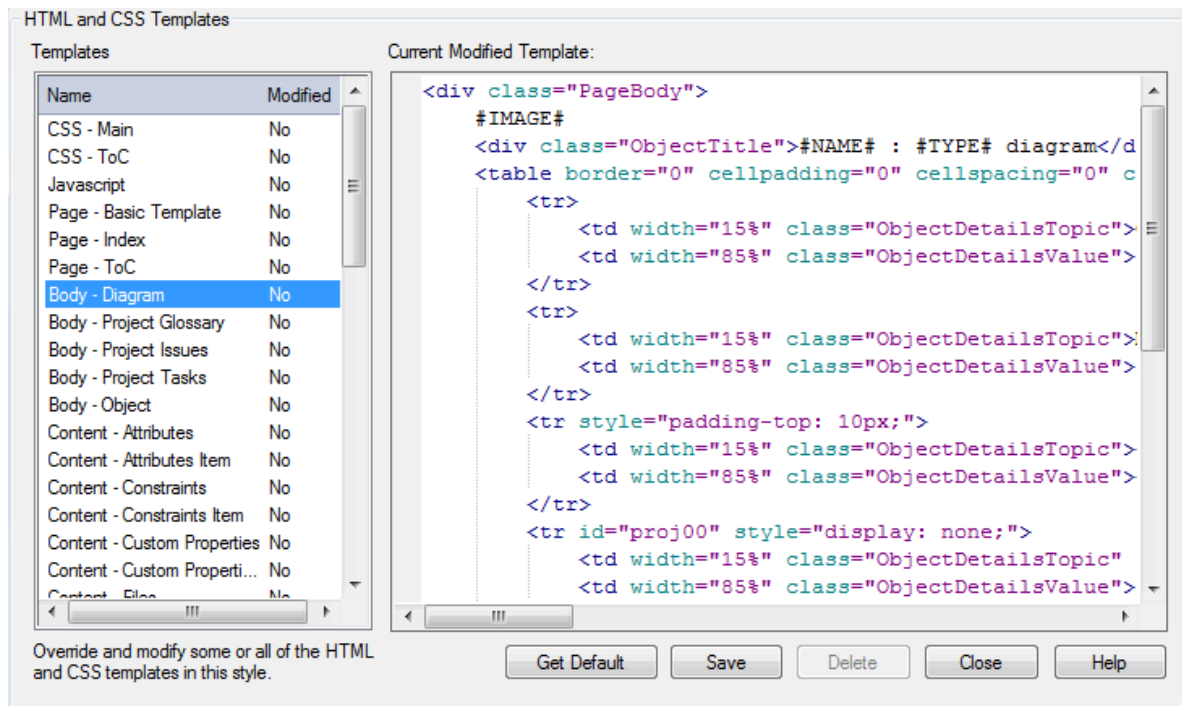 HTML and CSS Templates
Templates
Current Modified Template:
Name Modified
CSS - Main No
CSS - ToC No
Javascript No
Page - Basic Template No
Page - Index No
Page - ToC No
Body - Diagram No
Body - Project Glossary No
Body - Project Issues No
Body - Project Tasks No
Body - Object No
Content - Attributes No
Content - Attributes Item No
Content - Constraints No
Content - Constraints Item No
Content - Custom Properties No
Content - Custom Properti... No
Content - Files No
<div class="PageBody">
#IMAGE#
<div class="ObjectTitle">#NAME# : #TYPE# diagram</d
<table border="0" cellpadding="0" cellspacing="0" c
<tr>
<td width="15%" class="ObjectDetailsTopic">
<td width="85%" class="ObjectDetailsValue">
</tr>
<tr>
<td width="15%" class="ObjectDetailsTopic">
<td width="85%" class="ObjectDetailsValue">
</tr>
<tr style="padding-top: 10px;">
<td width="15%" class="ObjectDetailsTopic">
<td width="85%" class="ObjectDetailsValue">
</tr>
<tr id="proj00" style="display: none;">
<td width="15%" class="ObjectDetailsTopic"
<td width="85%" class="ObjectDetailsValue">
Override and modify some or all of the HTML
and CSS templates in this style.
Get Default Save Delete Close Help